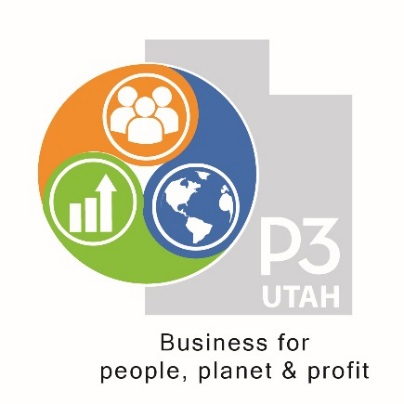 P3
UTAH
Business for
people, planet & profit